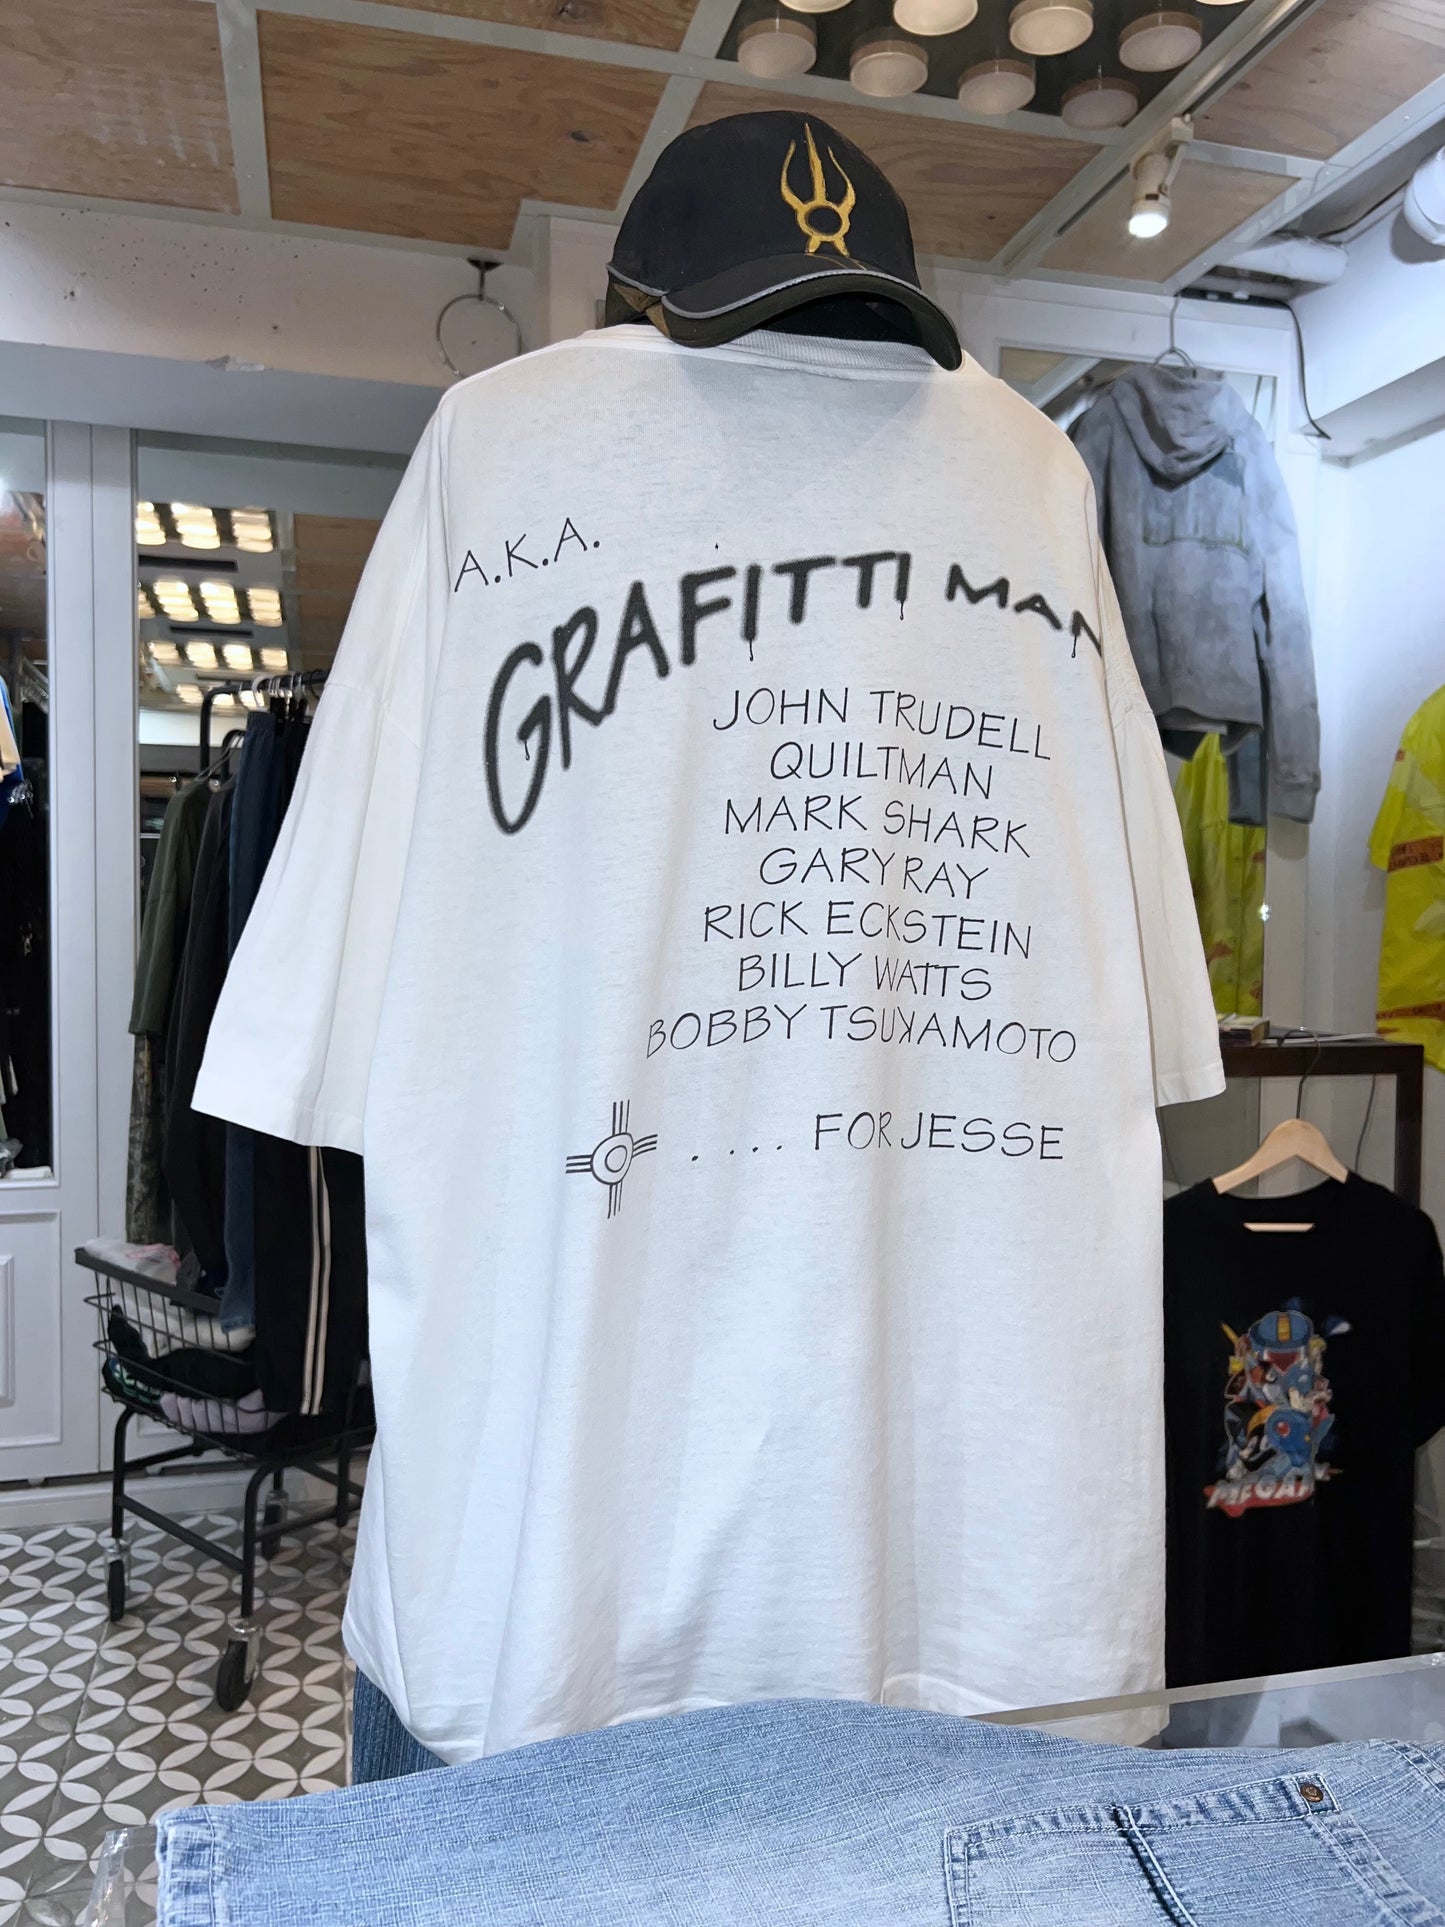 A.K.A.
GRAFITTI MAN
JOHN TRUDELL
QUILTMAN
MARK SHARK
GARY RAY
RICK ECKSTEIN
BILLY WATTS
BOBBY TSUKAMOTO
. ... FOR JESSE